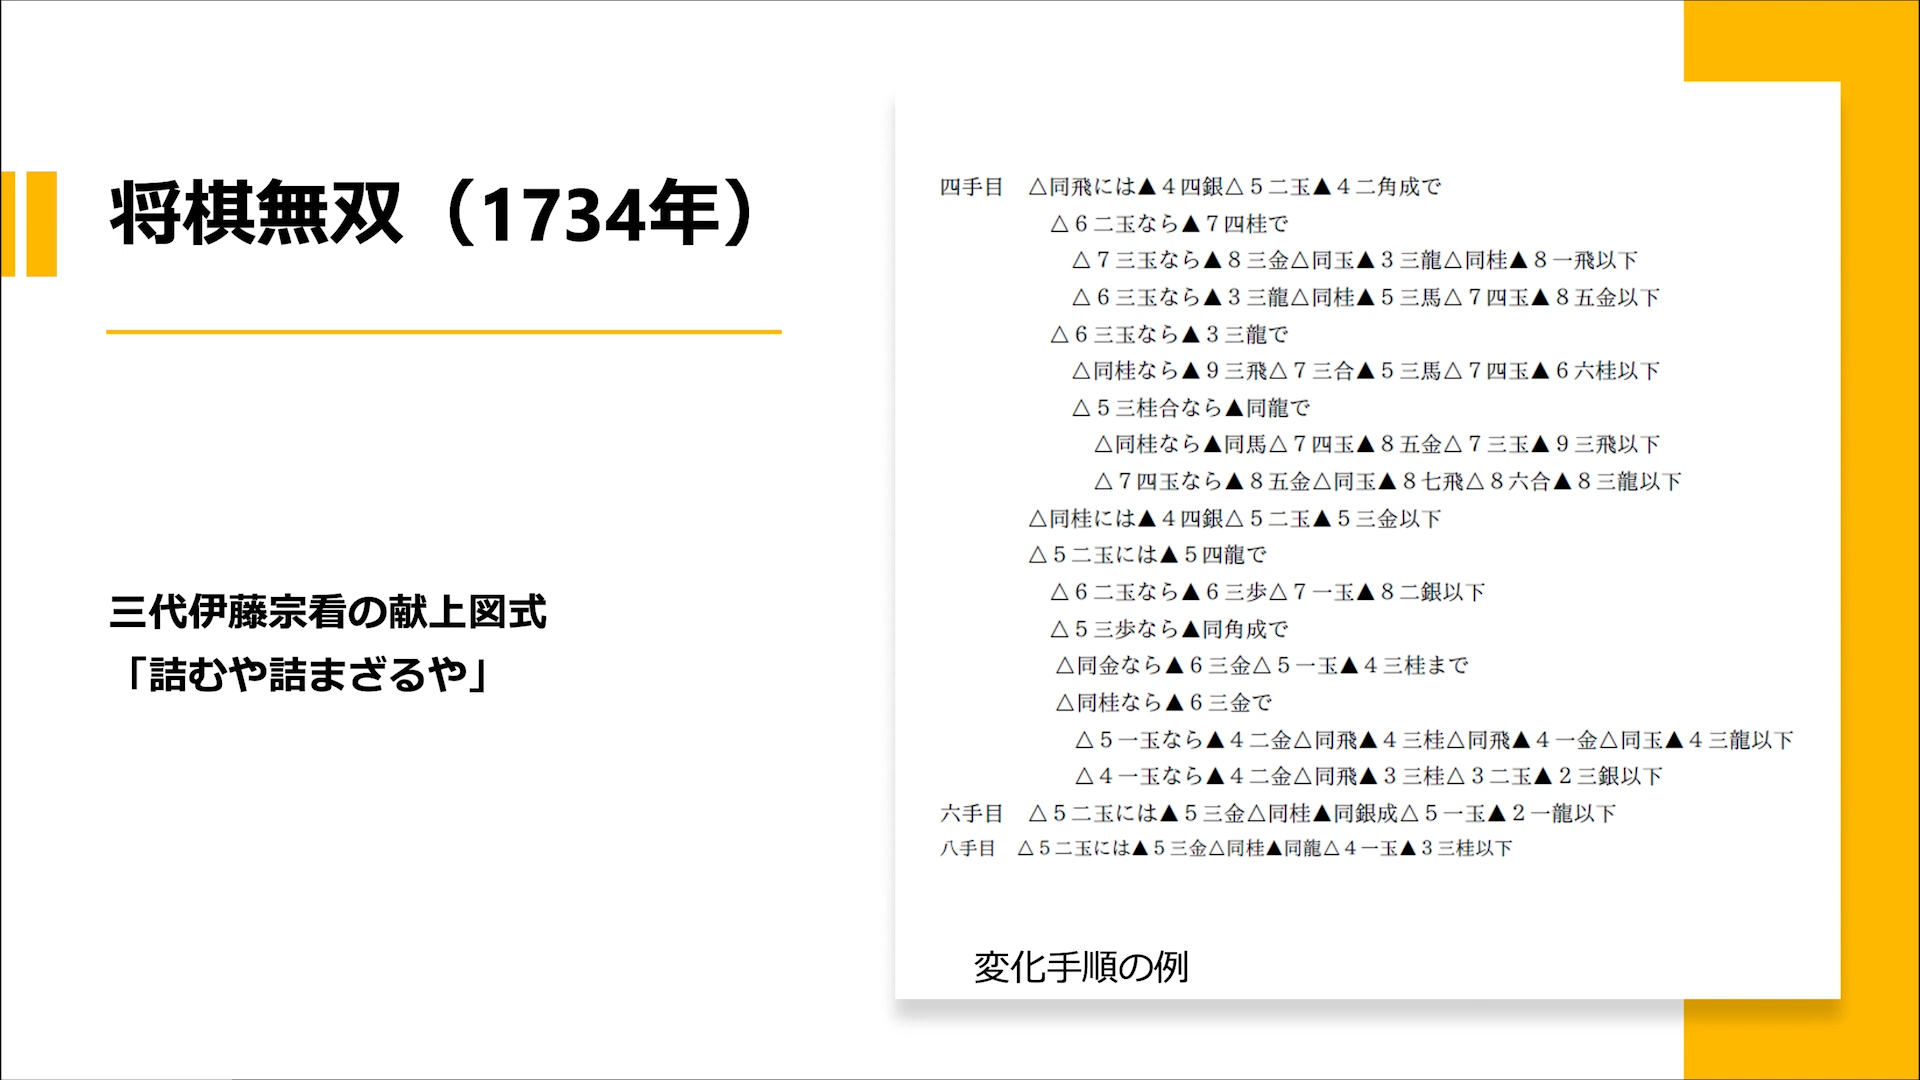 将棋無双（1734年）
三代伊藤宗看の献上図式
「詰むや詰まざるや」
四手目　△同飛には▲４四銀△５二玉▲４二角成で
△６二玉なら▲７四桂で
△７三玉なら▲８三金△同玉▲３三龍△同桂▲８一飛以下
△６三玉なら▲３三龍△同桂▲５三馬△７四玉▲８五金以下
△６三玉なら▲３三龍で
△同桂なら▲９三飛△７三合▲５三馬△７四玉▲６六桂以下
△５三桂合なら▲同龍で
△同桂なら▲同馬△７四玉▲８五金△７三玉▲９三飛以下
△７四玉なら▲８五金△同玉▲８七飛△８六合▲８三龍以下
△同桂には▲４四銀△５二玉▲５三金以下
△５二玉には▲５四龍で
△６二玉なら▲６三歩△７一玉▲８二銀以下
△５三歩なら▲同角成で
△同金なら▲６三金△５一玉▲４三桂まで
△同桂なら▲６三金で
△５一玉なら▲４二金△同飛▲４三桂△同飛▲４一金△同玉▲４三龍以下
△４一玉なら▲４二金△同飛▲３三桂△３二玉▲２三銀以下
六手目　△５二玉には▲５三金△同桂▲同銀成△５一玉▲２一龍以下
八手目　△５二玉には▲５三金△同桂▲同龍△４一玉▲３三桂以下
変化手順の例